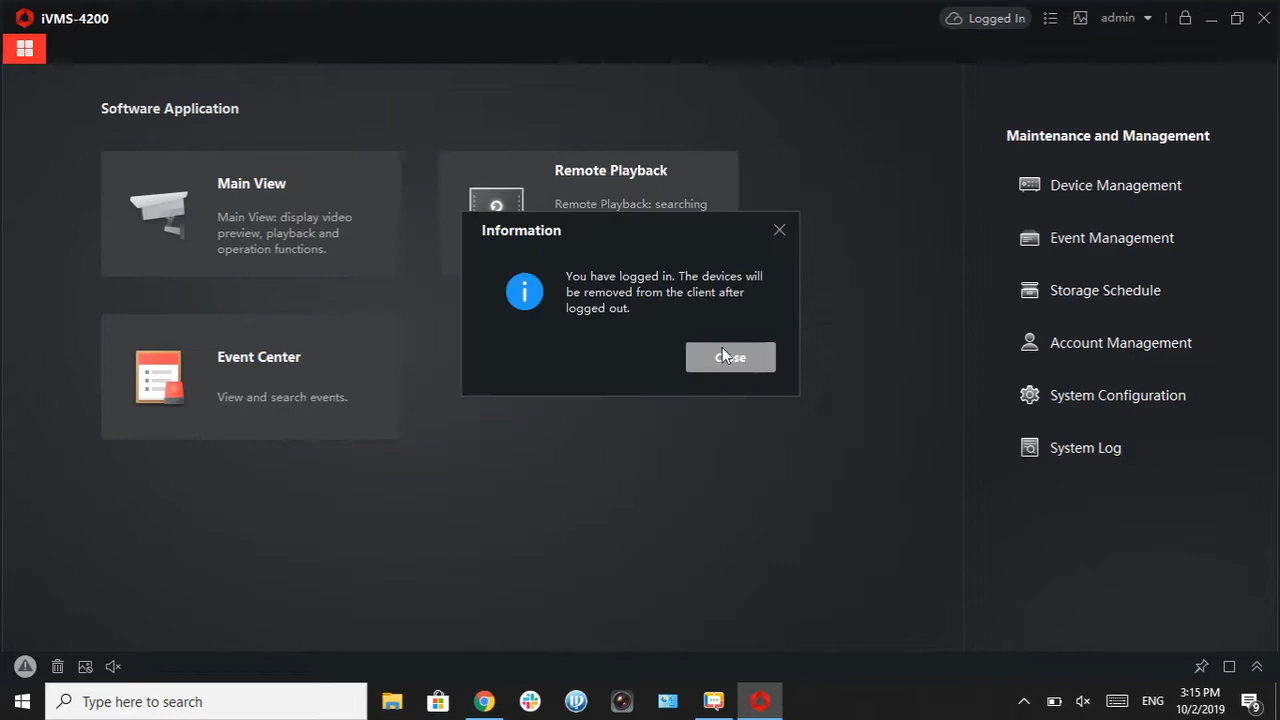 iVMS-4200
Logged In
admin
Software Application
Main View
Main View: display video
preview, playback and
operation functions.
Remote Playback
Remote Playback: searching
Event Center
View and search events.
Information
You have logged in. The devices will
be removed from the client after
logged out.
Maintenance and Management
Device Management
Event Management
Storage Schedule
Account Management
System Configuration
System Log
Type here to search
ENG
3:15 PM
10/2/2019
9